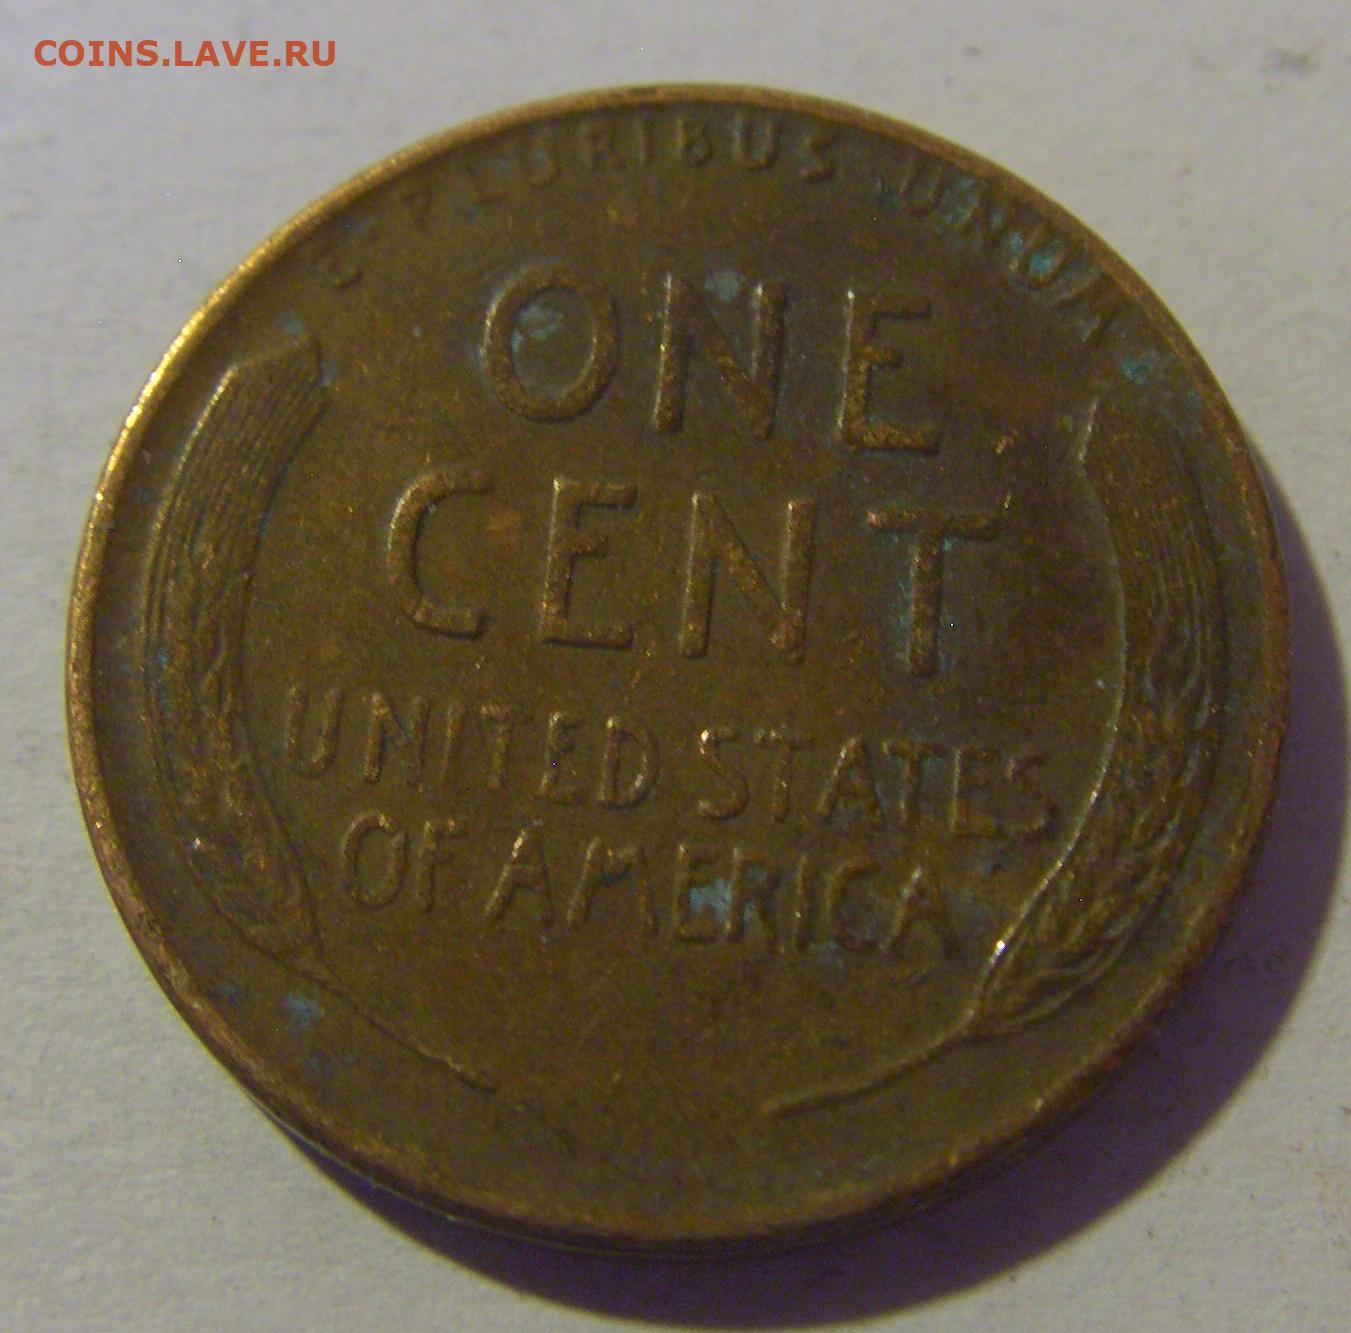 COINS.LAVE.RU
E·PLURIBUS·UNUM
ONE
CENT
UNITED STATES
OF AMERICA